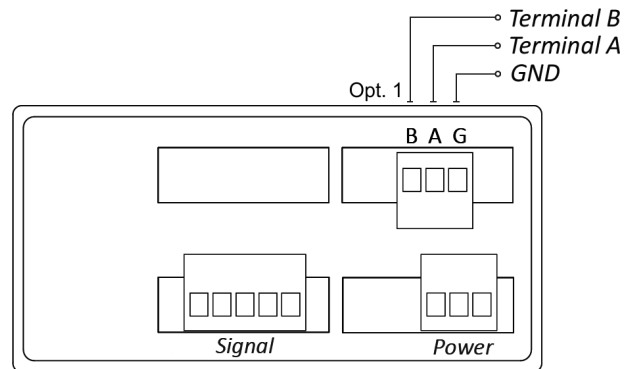 Terminal B
Terminal A
GND
Opt. 1
B A G
Signal
Power